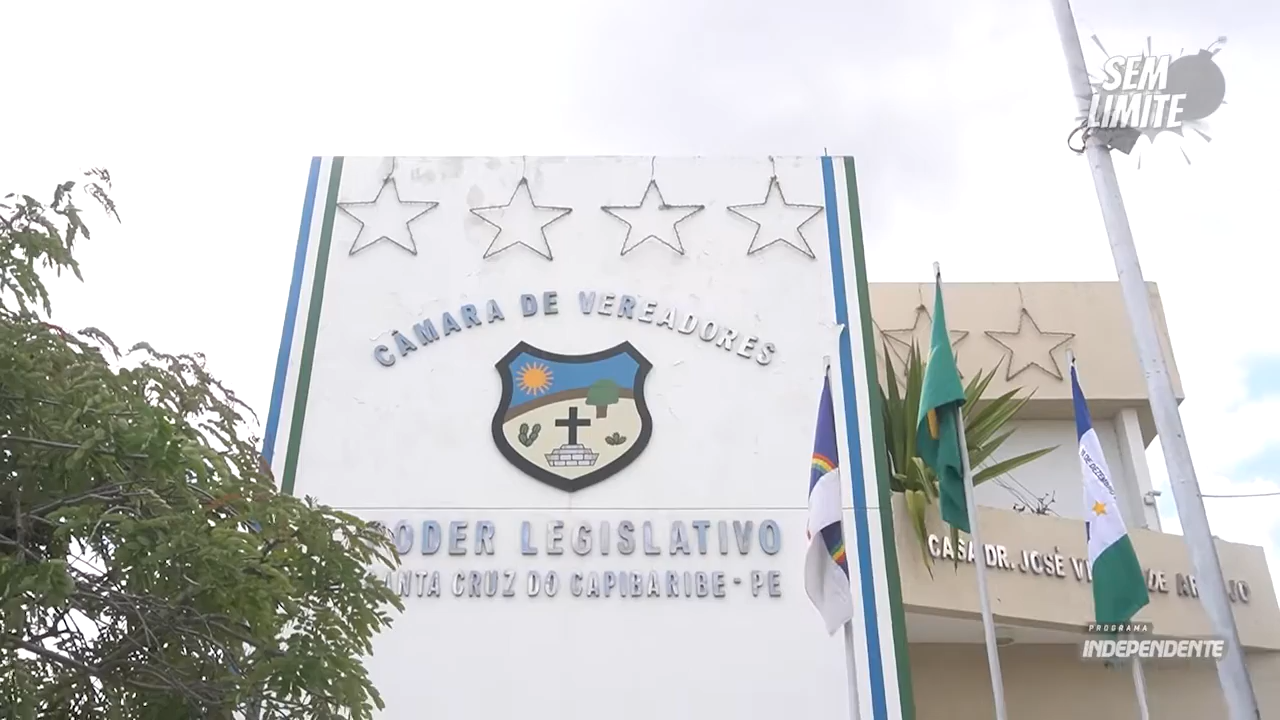 SEM
LIMITE
CÂMARA DE VEREADORES
PODER LEGISLATIVO
SANTA CRUZ DO CAPIBARIBE - PE
CASA DR. JOSÉ DE
PROGRAMA
INDEPENDENTE